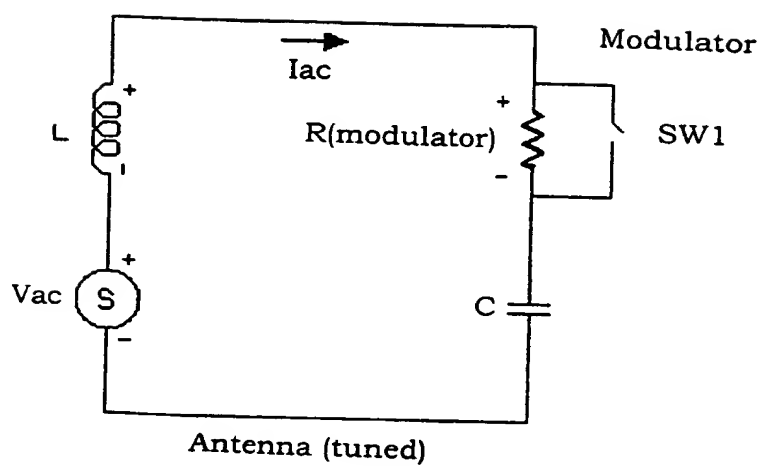 Modulator
Iac
+
+
L
R(modulator)
SW1
-
-
+
Vac
S
C
-
Antenna (tuned)